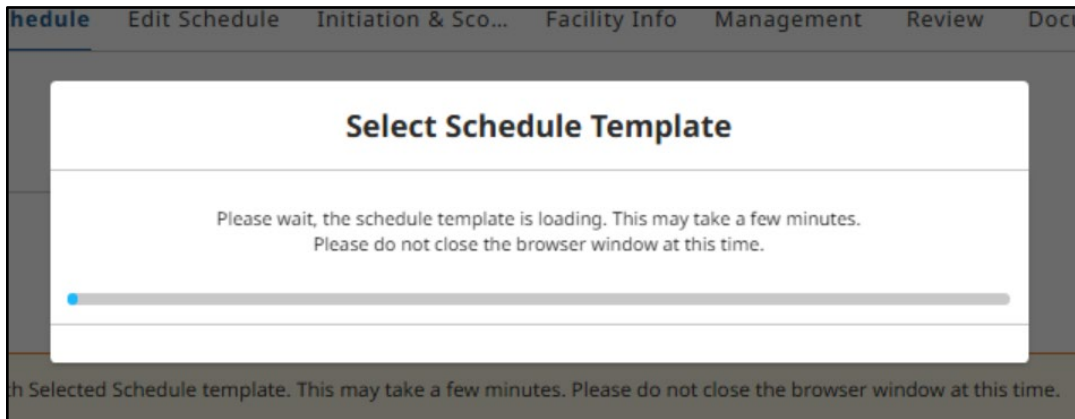 hedule Edit Schedule Initiation & Sco... Facility Info Management Review Docu
Select Schedule Template
Please wait, the schedule template is loading. This may take a few minutes.
Please do not close the browser window at this time.
h Selected Schedule template. This may take a few minutes. Please do not close the browser window at this time.